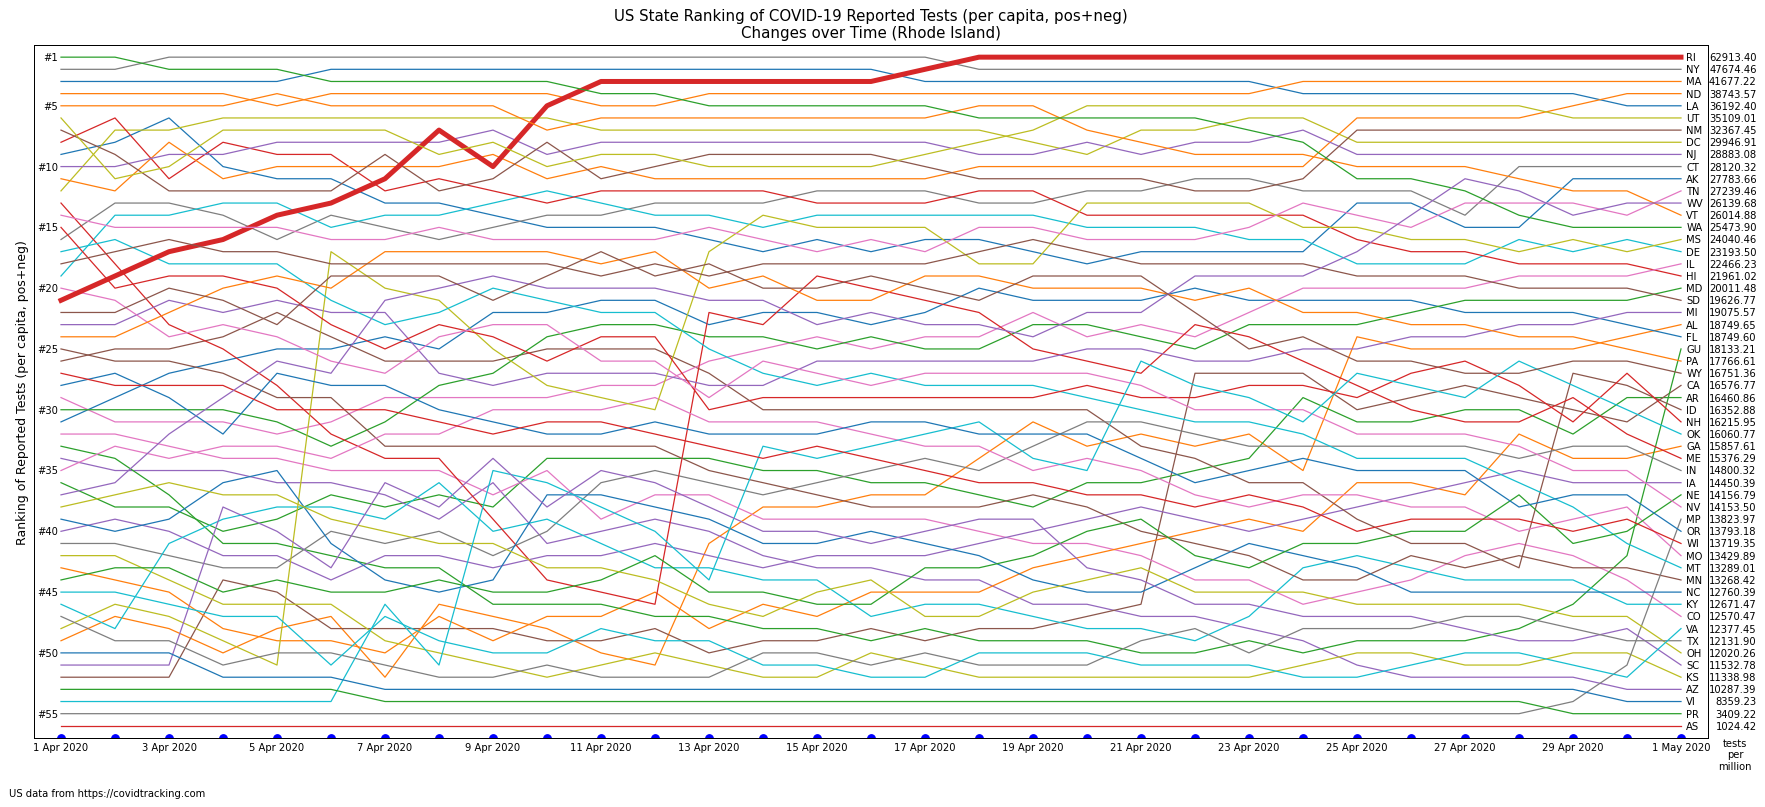 US State Ranking of COVID-19 Reported Tests (per capita, pos+neg)
Changes over Time (Rhode Island)
Ranking of Reported Tests (per capita, pos+neg)
#1
#5
#10
#15
#20
#25
#30
#35
#40
#45
#50
#55
RI 62913.40
NY 47674.46
MA 41677.22
ND 38743.57
LA 36192.40
UT 35109.01
NM 32367.45
DC 29946.91
NJ 28883.08
CT 28120.32
AK 27783.66
TN 27239.46
WV 26139.68
VT 26014.88
WA 25473.90
MS 24040.46
DE 23193.50
IL 22466.23
HI 21961.02
MD 20011.48
SD 19626.77
MI 19075.57
AL 18749.65
FL 18749.60
GU 18133.21
PA 17766.61
WY 16751.36
CA 16576.77
AR 16460.86
ID 16352.88
NH 16215.95
OK 16060.77
GA 15857.61
ME 15376.29
IN 14800.32
IA 14450.39
NE 14156.79
NV 14153.50
MP 13823.97
OR 13793.18
WI 13719.35
MO 13429.89
MT 13289.01
MN 13268.42
NC 12760.39
KY 12671.47
CO 12570.47
VA 12377.45
TX 12131.90
OH 12020.26
SC 11532.78
KS 11338.98
AZ 10287.39
VI 8359.23
PR 3409.22
AS 1024.42
1 Apr 2020
3 Apr 2020
5 Apr 2020
7 Apr 2020
9 Apr 2020
11 Apr 2020
13 Apr 2020
15 Apr 2020
17 Apr 2020
19 Apr 2020
21 Apr 2020
23 Apr 2020
25 Apr 2020
27 Apr 2020
29 Apr 2020
1 May 2020
tests
per
million
US data from https://covidtracking.com